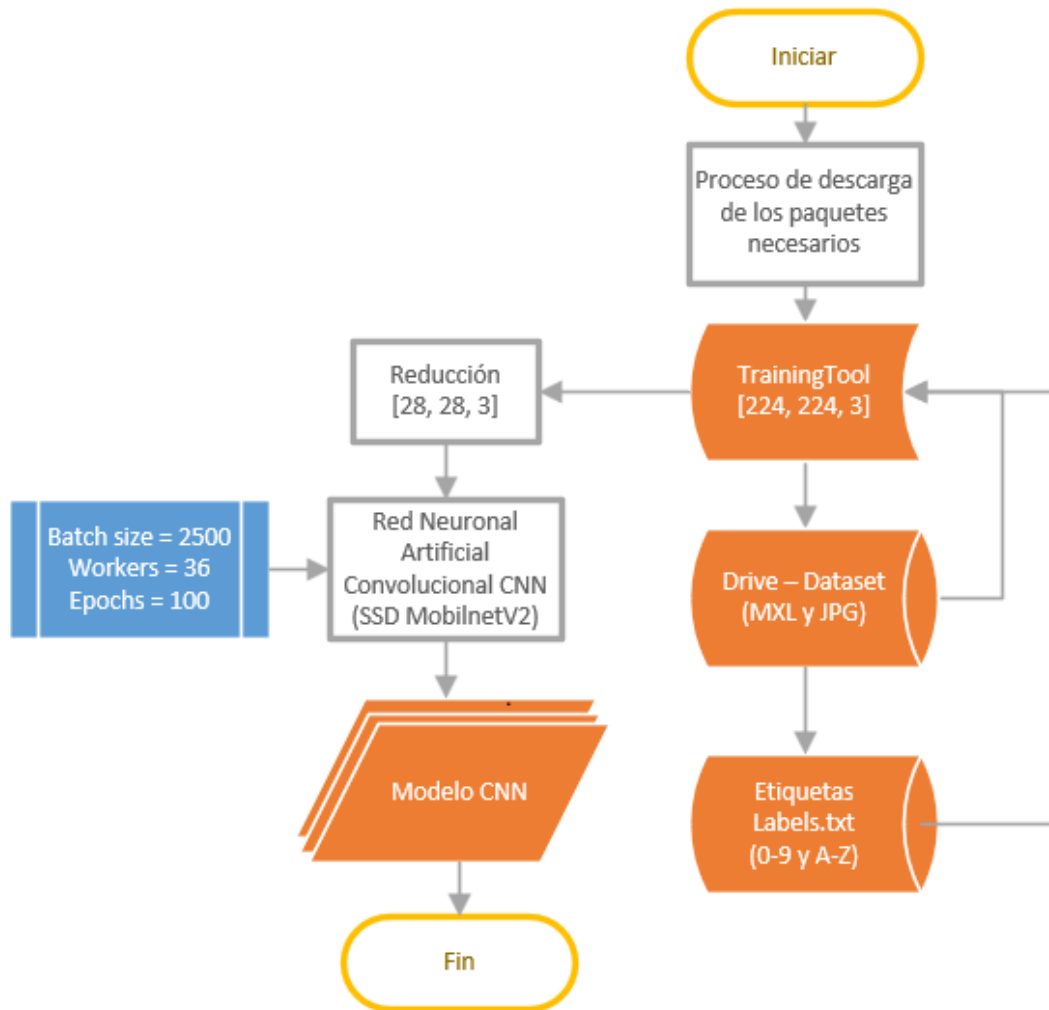 Iniciar
Proceso de descarga
de los paquetes
necesarios
TrainingTool
[224, 224, 3]
Reducción
[28, 28, 3]
Batch size = 2500
Workers = 36
Epochs = 100
Red Neuronal
Artificial
Convolucional CNN
(SSD MobilnetV2)
Drive – Dataset
(MXL y JPG)
Modelo CNN
Etiquetas
Labels.txt
(0-9 y A-Z)
Fin